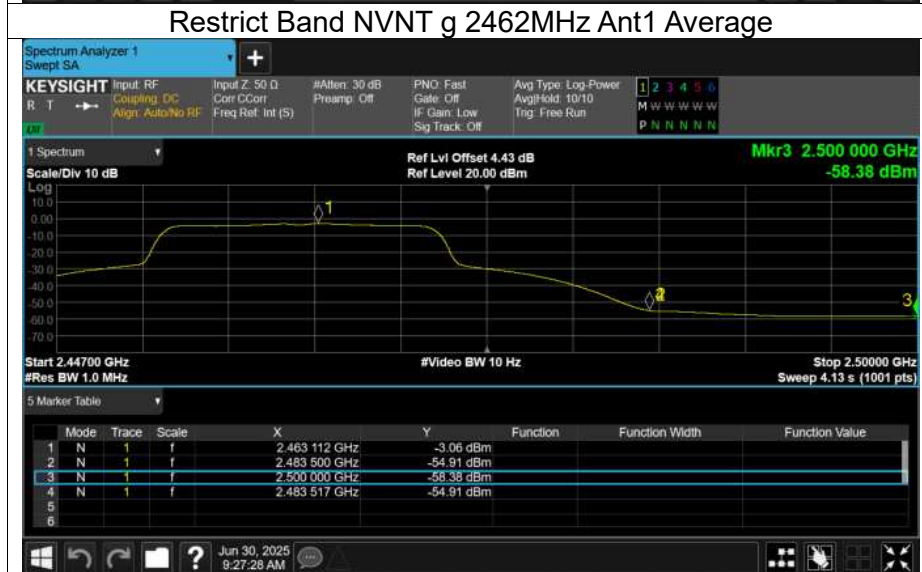 Restrict Band NVNT g 2462MHz Ant1 Average
Spectrum Analyzer 1
Swept SA
+
KEYSIGHT Input: RF Input Z: 50 Ω #Atten: 30 dB PNO: Fast Avg Type: Log-Power 1 2 3 4 5 6
R T Coupling: DC Corr CCorr Preamp: Off Gate: Off Avg|Hold: 10/10 M W W W W W
Align: Auto/No RF Freq Ref: Int (S) IF Gain: Low Trig: Free Run
Sig Track: Off P N N N N N
1 Spectrum Ref Lvl Offset 4.43 dB Mkr3 2.500 000 GHz
Scale/Div 10 dB Ref Level 20.00 dBm -58.38 dBm
Log
10.0
0.00
-10.0
-20.0
-30.0
-40.0
-50.0
-60.0
-70.0
1
3
Start 2.44700 GHz #Video BW 10 Hz Stop 2.50000 GHz
#Res BW 1.0 MHz Sweep 4.13 s (1001 pts)
5 Marker Table
Mode Trace Scale X Y Function Function Width Function Value
1 N 1 f 2.463 112 GHz -3.06 dBm
2 N 1 f 2.483 500 GHz -54.91 dBm
3 N 1 f 2.500 000 GHz -58.38 dBm
4 N 1 f 2.483 517 GHz -54.91 dBm
5
6
? Jun 30, 2025
9:27:28 AM